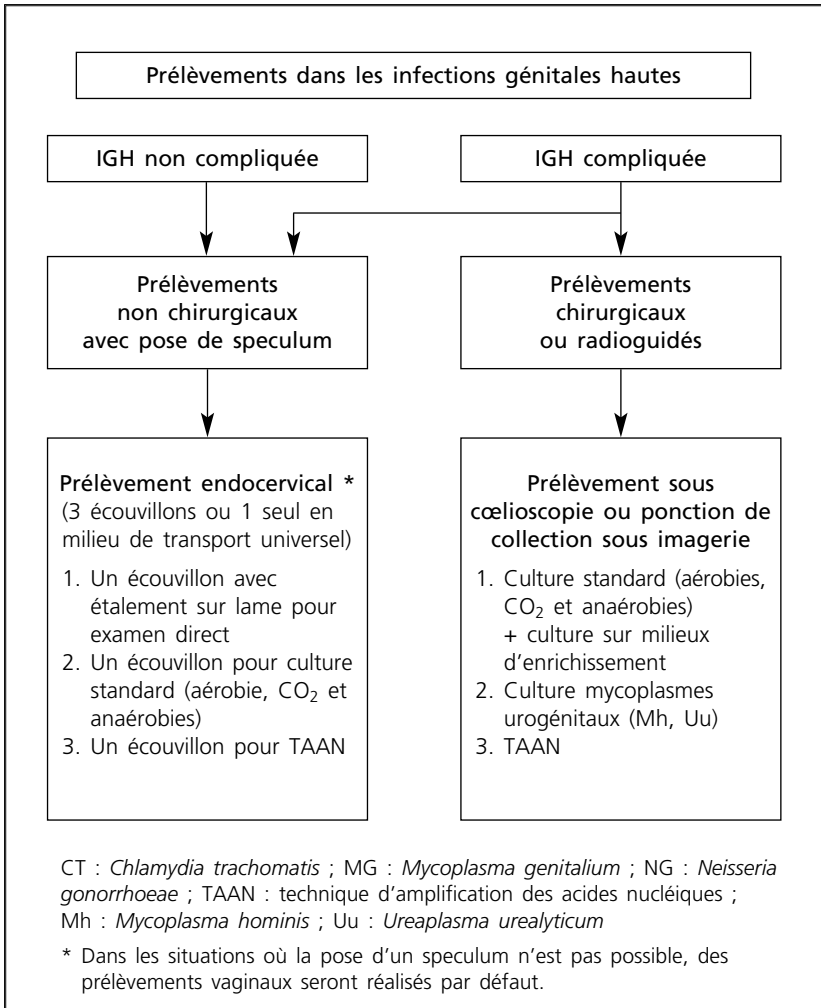 Prélèvements dans les infections génitales hautes
IGH non compliquée
IGH compliquée
Prélèvements
non chirurgicaux
avec pose de speculum
Prélèvements
chirurgicaux
ou radioguidés
Prélèvement endocervical *
(3 écouvillons ou 1 seul en
milieu de transport universel)
1. Un écouvillon avec
étalement sur lame pour
examen direct
2. Un écouvillon pour culture
standard (aérobie, CO2 et
anaérobies)
3. Un écouvillon pour TAAN
Prélèvement sous
cœlioscopie ou ponction de
collection sous imagerie
1. Culture standard (aérobies,
CO2 et anaérobies)
+ culture sur milieux
d'enrichissement
2. Culture mycoplasmes
urogénitaux (Mh, Uu)
3. TAAN
CT : Chlamydia trachomatis ; MG : Mycoplasma genitalium ; NG : Neisseria
gonorrhoeae ; TAAN : technique d'amplification des acides nucléiques ;
Mh : Mycoplasma hominis ; Uu : Ureaplasma urealyticum
* Dans les situations où la pose d'un speculum n'est pas possible, des
prélèvements vaginaux seront réalisés par défaut.